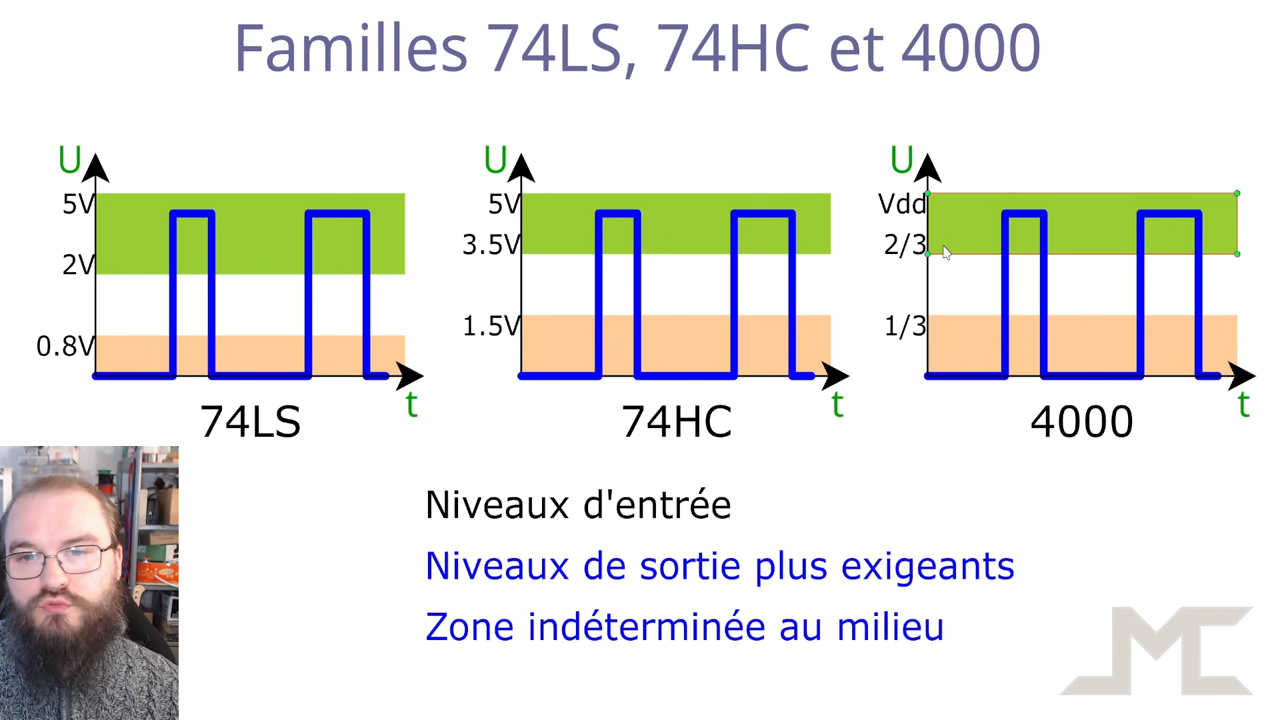 Familles 74LS, 74HC et 4000
U
5V
2V
0.8V
t
74LS
U
5V
3.5V
1.5V
t
74HC
U
Vdd
2/3
1/3
t
4000
Niveaux d'entrée
Niveaux de sortie plus exigeants
Zone indéterminée au milieu
MC